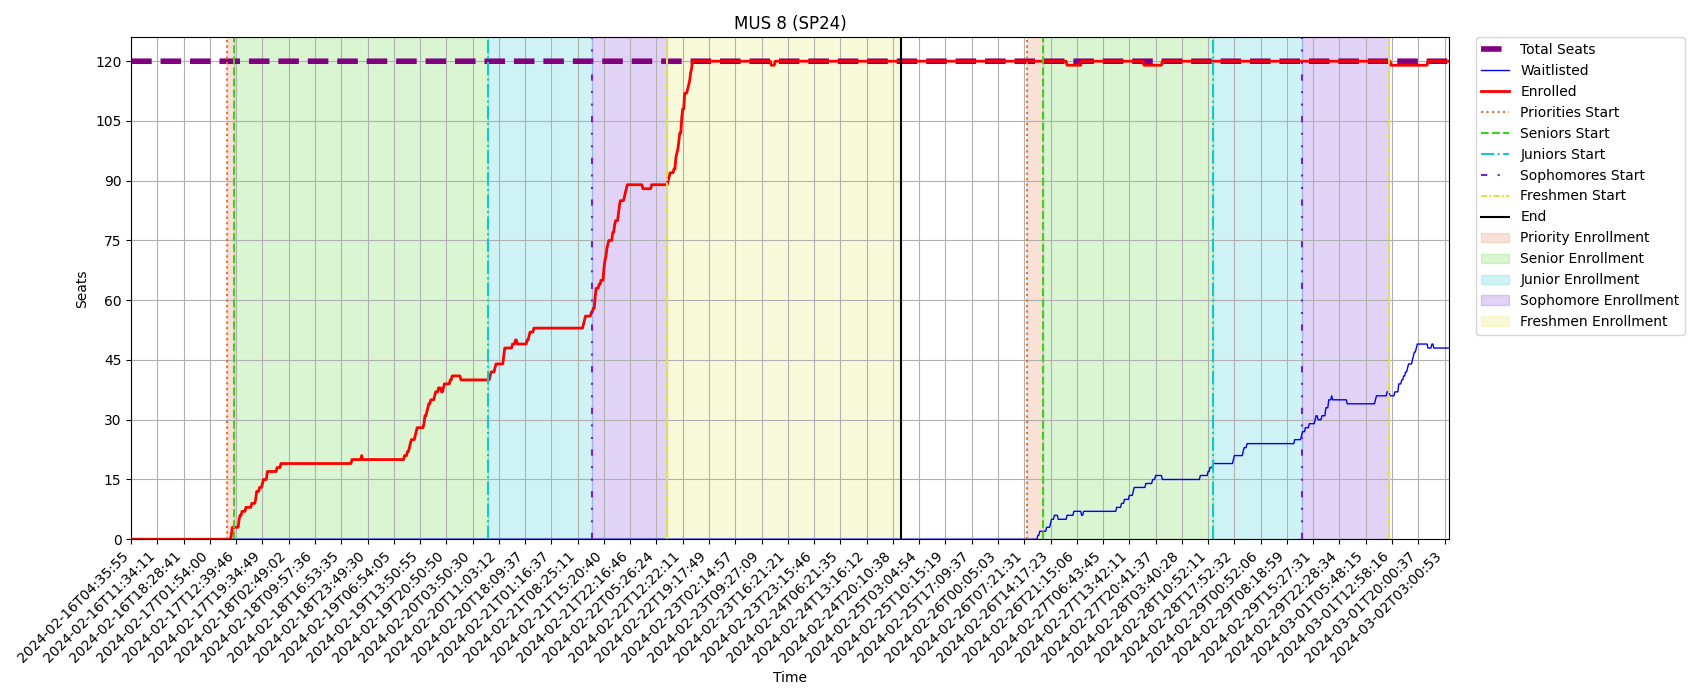 MUS 8 (SP24)
Seats
120
105
90
75
60
45
30
15
0
2024-02-16T04:35:55
2024-02-16T11:34:11
2024-02-16T18:28:41
2024-02-17T01:54:00
2024-02-17T12:39:46
2024-02-17T19:34:49
2024-02-18T02:49:02
2024-02-18T09:57:36
2024-02-18T16:53:35
2024-02-18T23:49:30
2024-02-19T06:54:05
2024-02-19T13:50:55
2024-02-19T20:50:50
2024-02-20T03:50:30
2024-02-20T11:03:12
2024-02-20T18:09:37
2024-02-21T01:16:37
2024-02-21T08:25:11
2024-02-21T15:20:40
2024-02-21T22:16:46
2024-02-22T05:26:24
2024-02-22T12:22:11
2024-02-22T19:17:49
2024-02-23T02:14:57
2024-02-23T09:27:09
2024-02-23T16:21:21
2024-02-23T23:15:46
2024-02-24T06:21:35
2024-02-24T13:16:12
2024-02-24T20:10:38
2024-02-25T03:04:54
2024-02-25T10:15:19
2024-02-25T17:09:37
2024-02-26T00:05:03
2024-02-26T07:21:31
2024-02-26T14:17:23
2024-02-26T21:15:06
2024-02-27T06:43:45
2024-02-27T13:42:11
2024-02-27T20:41:37
2024-02-28T03:40:28
2024-02-28T10:52:11
2024-02-28T17:52:32
2024-02-29T00:52:06
2024-02-29T08:18:59
2024-02-29T15:27:31
2024-02-29T22:28:34
2024-03-01T05:48:15
2024-03-01T12:58:16
2024-03-01T20:00:37
2024-03-02T03:00:53
Time
Total Seats
Waitlisted
Enrolled
Priorities Start
Seniors Start
Juniors Start
Sophomores Start
Freshmen Start
End
Priority Enrollment
Senior Enrollment
Junior Enrollment
Sophomore Enrollment
Freshmen Enrollment